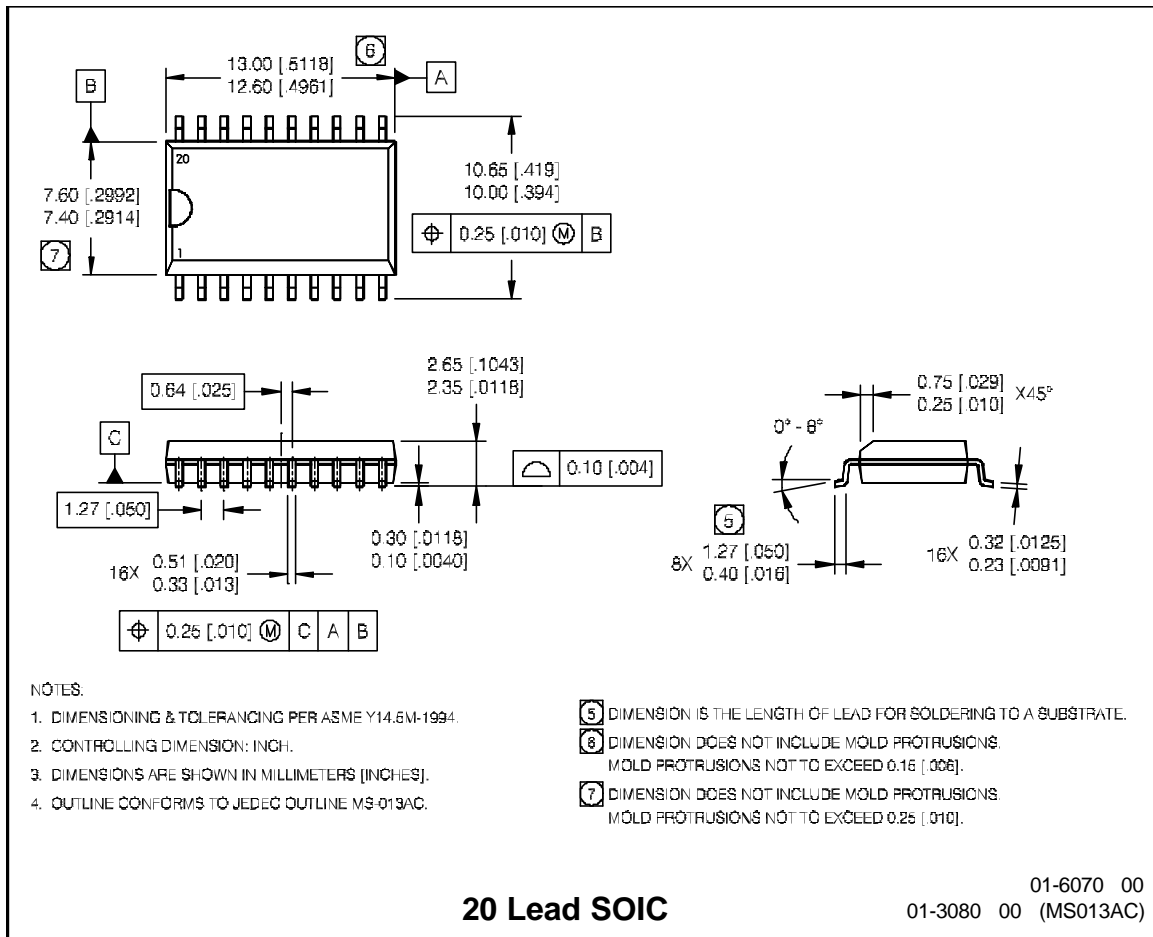 6
13.00 [.5118]
12.60 [.4961]
A
B
20
1
7.60 [.2992]
7.40 [.2914]
7
10.65 [.419]
10.00 [.394]
⌖ 0.25 [.010] Ⓜ B
0.64 [.025]
2.65 [.1043]
2.35 [.0118]
C
⌓ 0.10 [.004]
1.27 [.050]
0.30 [.0118]
0.10 [.0040]
16X 0.51 [.020]
0.33 [.013]
⌖ 0.25 [.010] Ⓜ C A B
0.75 [.029]
0.25 [.010]
X45°
0° - 8°
5
8X 1.27 [.050]
0.40 [.016]
16X 0.32 [.0125]
0.23 [.0091]
NOTES:
1. DIMENSIONING & TOLERANCING PER ASME Y14.5M-1994.
2. CONTROLLING DIMENSION: INCH.
3. DIMENSIONS ARE SHOWN IN MILLIMETERS [INCHES].
4. OUTLINE CONFORMS TO JEDEC OUTLINE MS-013AC.
5 DIMENSION IS THE LENGTH OF LEAD FOR SOLDERING TO A SUBSTRATE.
6 DIMENSION DOES NOT INCLUDE MOLD PROTRUSIONS.
MOLD PROTRUSIONS NOT TO EXCEED 0.15 [.006].
7 DIMENSION DOES NOT INCLUDE MOLD PROTRUSIONS.
MOLD PROTRUSIONS NOT TO EXCEED 0.25 [.010].
20 Lead SOIC
01-6070 00
01-3080 00 (MS013AC)